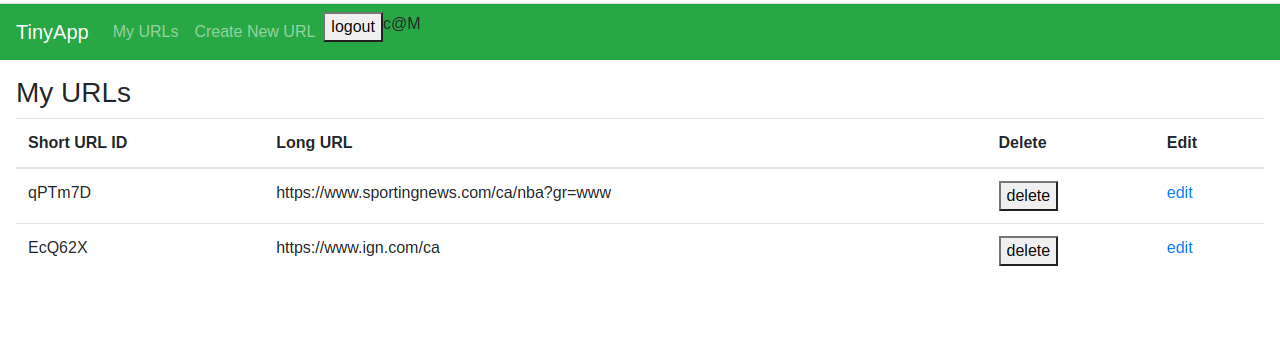 TinyApp My URLs Create New URL logout c@M
My URLs
Short URL ID Long URL Delete Edit
qPTm7D https://www.sportingnews.com/ca/nba?gr=www delete edit
EcQ62X https://www.ign.com/ca delete edit